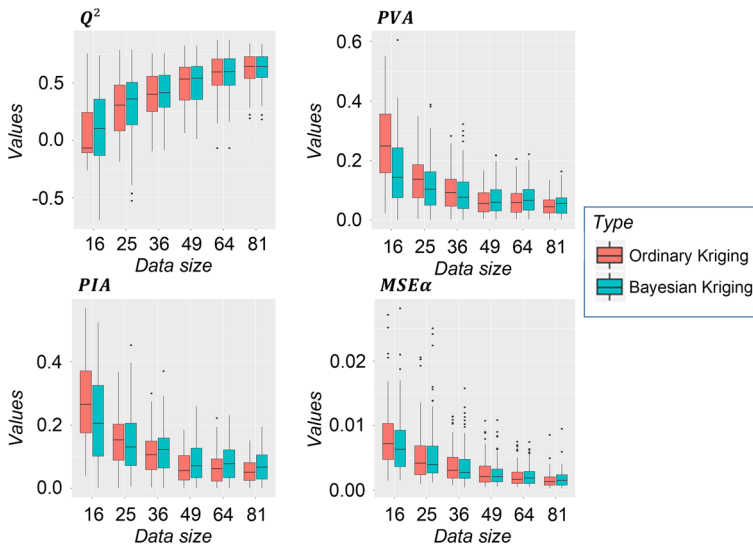 Q²
Values
0.5
0.0
-0.5
16 25 36 49 64 81
Data size
PVA
Values
0.6
0.4
0.2
0.0
16 25 36 49 64 81
Data size
PIA
Values
0.4
0.2
0.0
16 25 36 49 64 81
Data size
MSEα
Values
0.02
0.01
0.00
16 25 36 49 64 81
Data size
Type
Ordinary Kriging
Bayesian Kriging